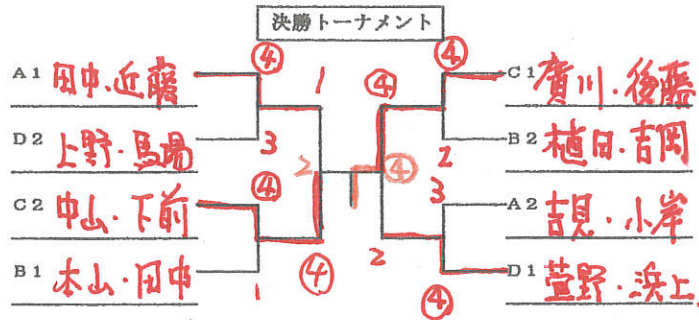 決勝トーナメント
④ 1 ④ ④
A1 田中・近藤
C1 廣川・後藤
D2 上野・馬場
3
2
B2 植田・吉岡
④ 2 ④
C2 中山・下前
3
A2 吉見・小岸
B1 本山・田中
1
④ 2 ④
D1 萱野・浜上